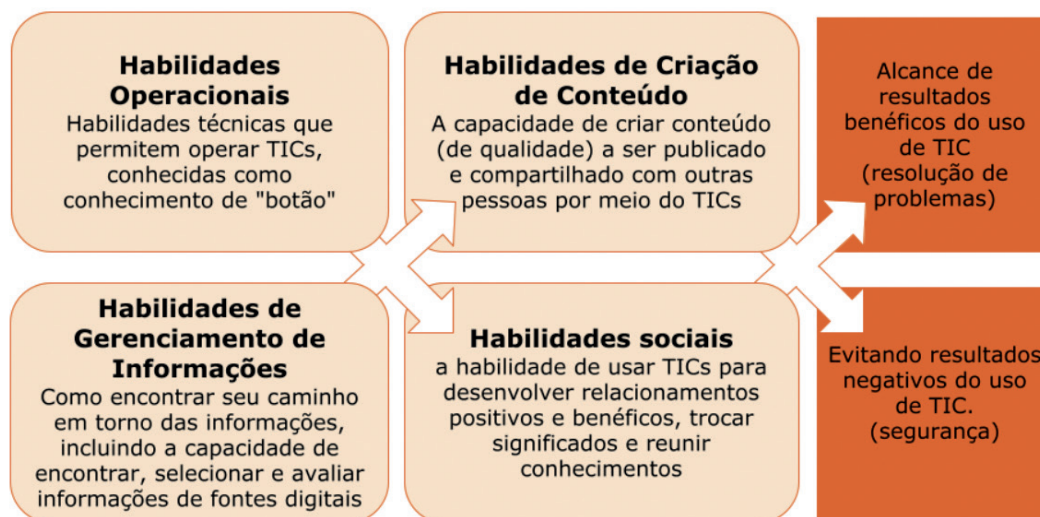 Habilidades
Operacionais
Habilidades técnicas que
permitem operar TICs,
conhecidas como
conhecimento de "botão"
Habilidades de Criação
de Conteúdo
A capacidade de criar conteúdo
(de qualidade) a ser publicado
e compartilhado com outras
pessoas por meio do TICs
Alcance de
resultados
benéficos do uso
de TIC
(resolução de
problemas)
Habilidades de
Gerenciamento de
Informações
Como encontrar seu caminho
em torno das informações,
incluindo a capacidade de
encontrar, selecionar e avaliar
informações de fontes digitais
Habilidades sociais
a habilidade de usar TICs para
desenvolver relacionamentos
positivos e benéficos, trocar
significados e reunir
conhecimentos
Evitando resultados
negativos do uso
de TIC.
(segurança)